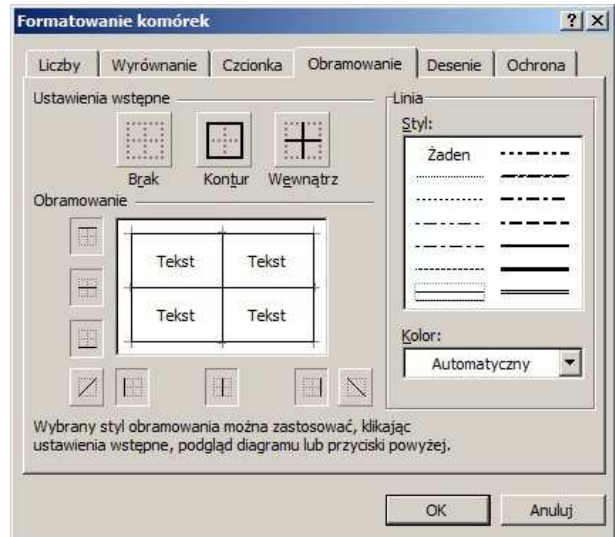 Formatowanie komórek
Liczby Wyrównanie Czcionka Obramowanie Desenie Ochrona
Ustawienia wstępne
Brak Kontur Wewnątrz
Obramowanie
Tekst Tekst
Tekst Tekst
Linia
Styl:
Żaden
Kolor:
Automatyczny
Wybrany styl obramowania można zastosować, klikając
ustawienia wstępne, podgląd diagramu lub przyciski powyżej.
OK Anuluj